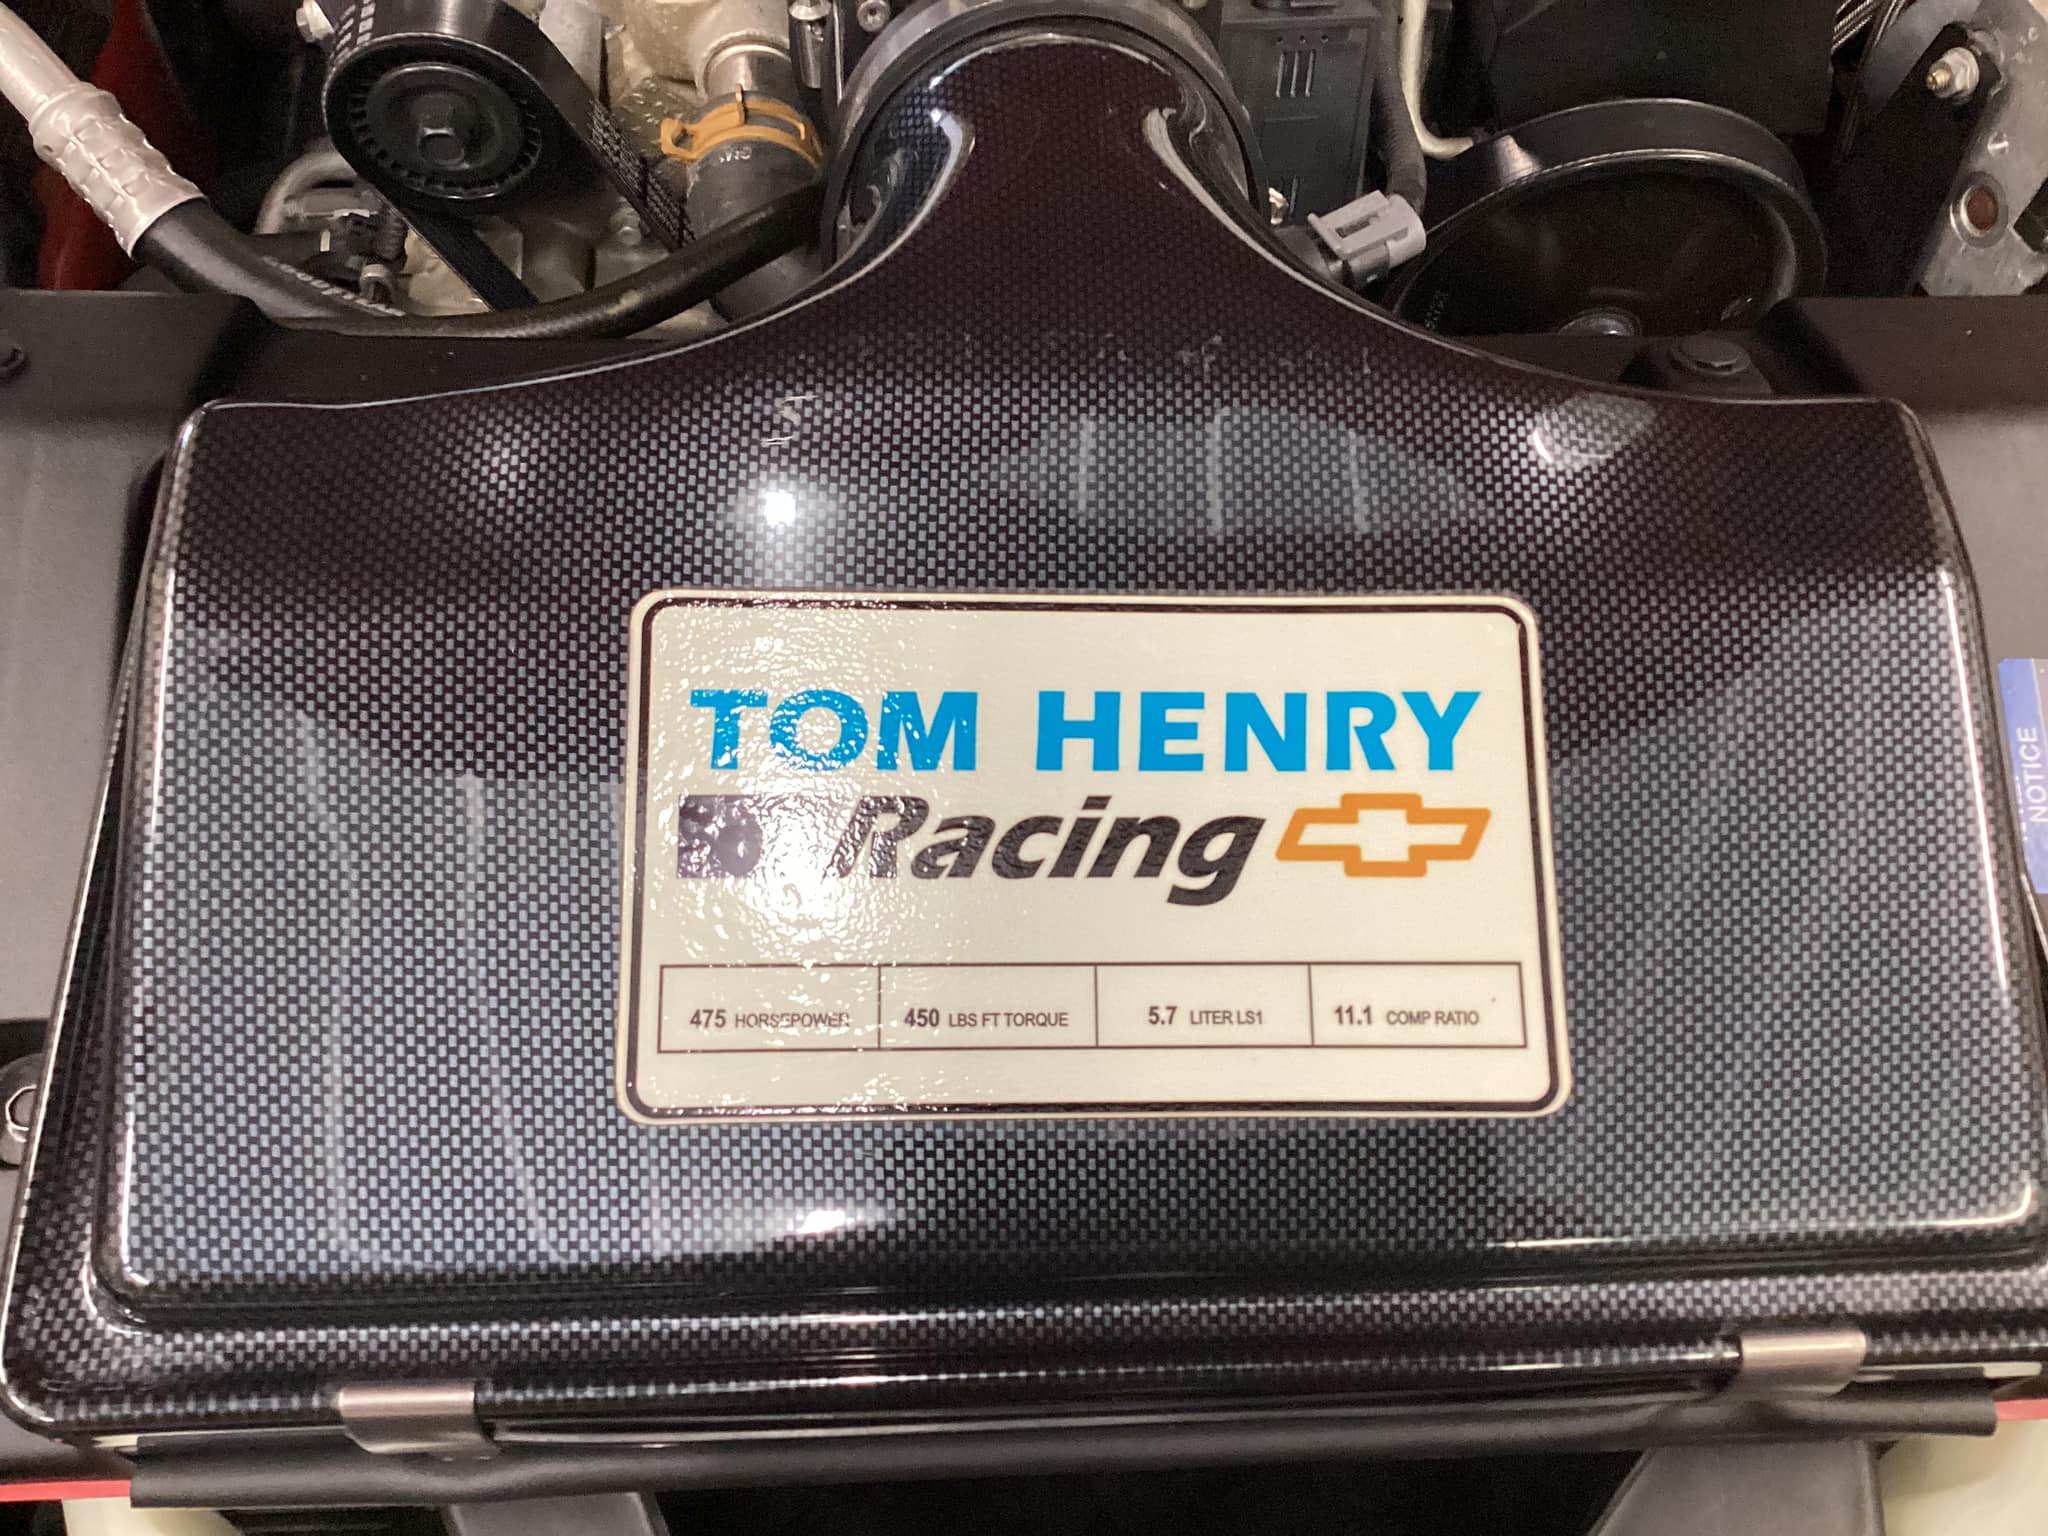 NOTICE
TOM HENRY
Racing
475 HORSEPOWER
450 LBS FT TORQUE
5.7 LITER LS1
11.1 COMP RATIO